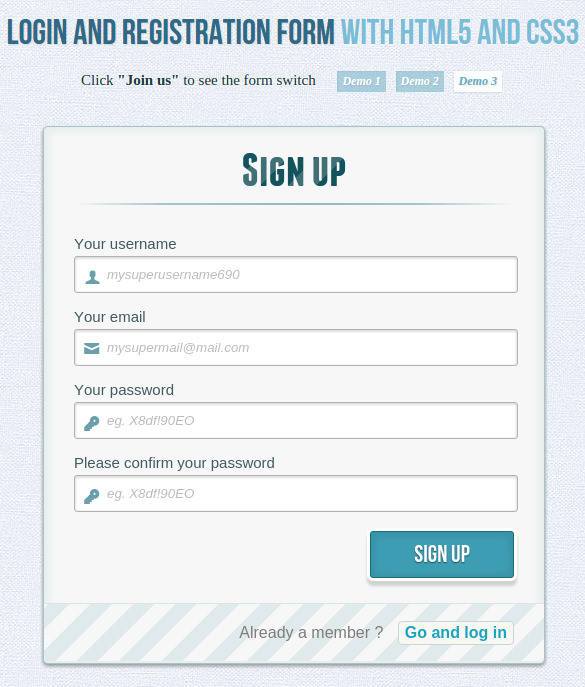 LOGIN AND REGISTRATION FORM WITH HTML5 AND CSS3
Click "Join us" to see the form switch Demo 1 Demo 2 Demo 3
SIGN UP
Your username
mysuperusername690
Your email
mysupermail@mail.com
Your password
eg. X8df!90EO
Please confirm your password
eg. X8df!90EO
SIGN UP
Already a member ? Go and log in